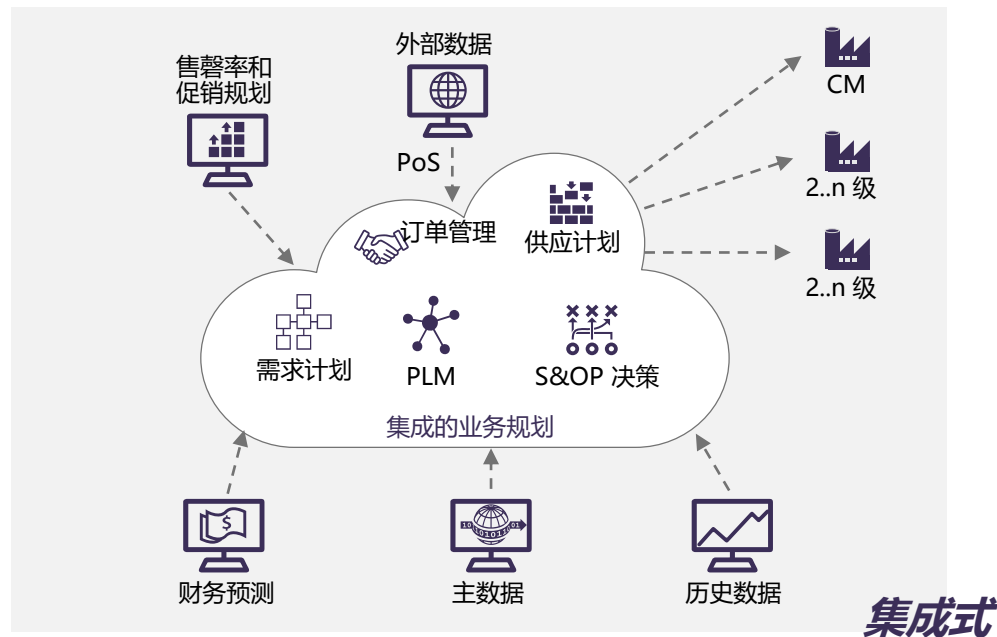 外部数据
售罄率和
促销规划
CM
PoS
2..n 级
订单管理
供应计划
2..n 级
需求计划
PLM
S&OP 决策
集成的业务规划
财务预测
主数据
历史数据
集成式